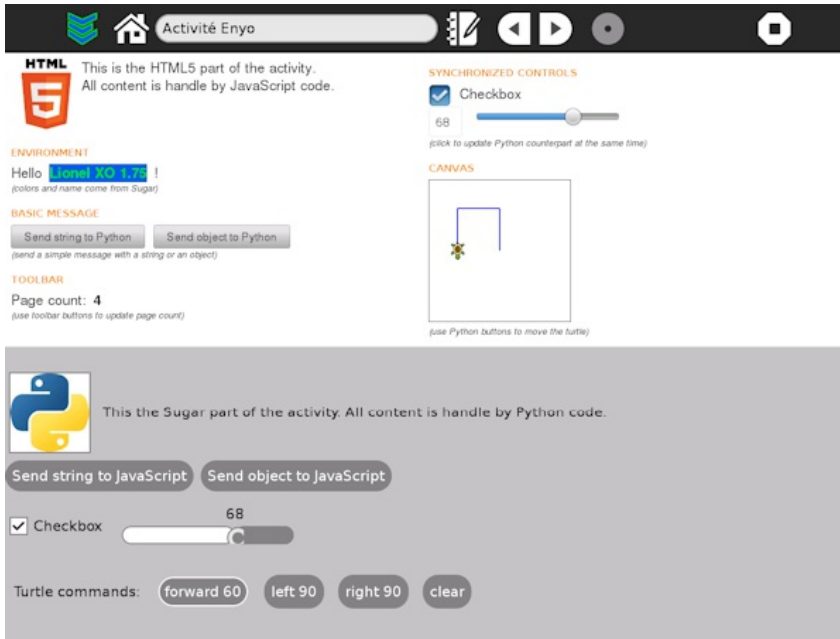 Activité Enyo
HTML
5
This is the HTML5 part of the activity.
All content is handle by JavaScript code.
ENVIRONMENT
Hello Lionel XO 1.75 !
(colors and name come from Sugar)
BASIC MESSAGE
Send string to Python Send object to Python
(send a simple message with a string or an object)
TOOLBAR
Page count: 4
(use toolbar buttons to update page count)
SYNCHRONIZED CONTROLS
Checkbox
68
(click to update Python counterpart at the same time)
CANVAS
(use Python buttons to move the turtle)
This the Sugar part of the activity. All content is handle by Python code.
Send string to JavaScript Send object to JavaScript
Checkbox
68
Turtle commands: forward 60 left 90 right 90 clear